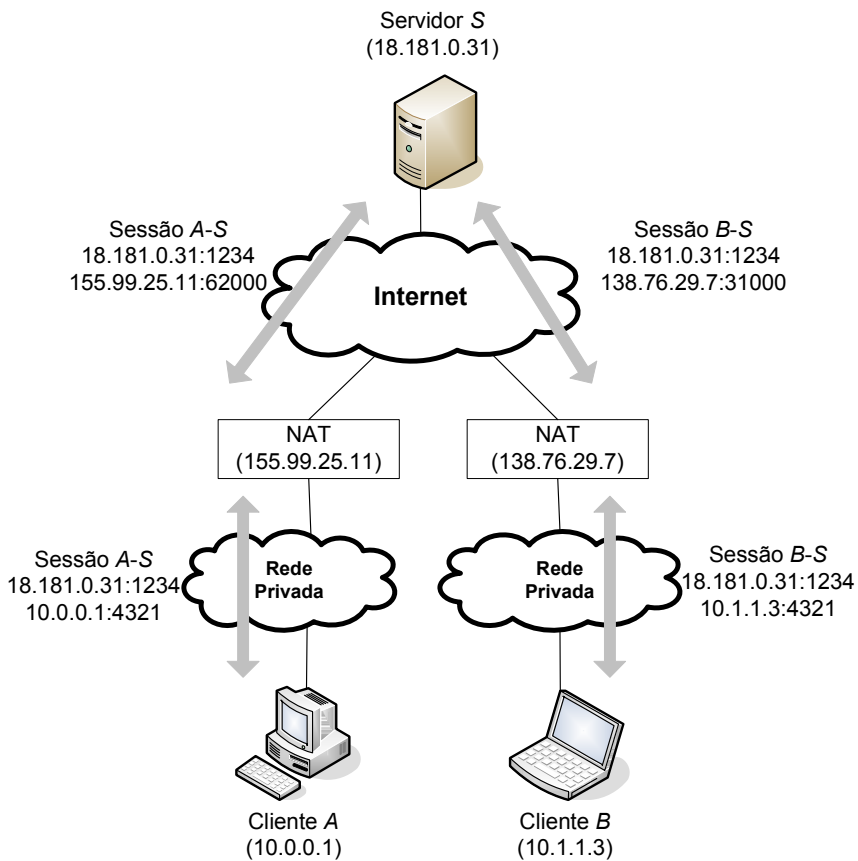 Servidor S
(18.181.0.31)
Sessão A-S
18.181.0.31:1234
155.99.25.11:62000
Sessão B-S
18.181.0.31:1234
138.76.29.7:31000
Internet
NAT
(155.99.25.11)
NAT
(138.76.29.7)
Sessão A-S
18.181.0.31:1234
10.0.0.1:4321
Rede
Privada
Rede
Privada
Sessão B-S
18.181.0.31:1234
10.1.1.3:4321
Cliente A
(10.0.0.1)
Cliente B
(10.1.1.3)